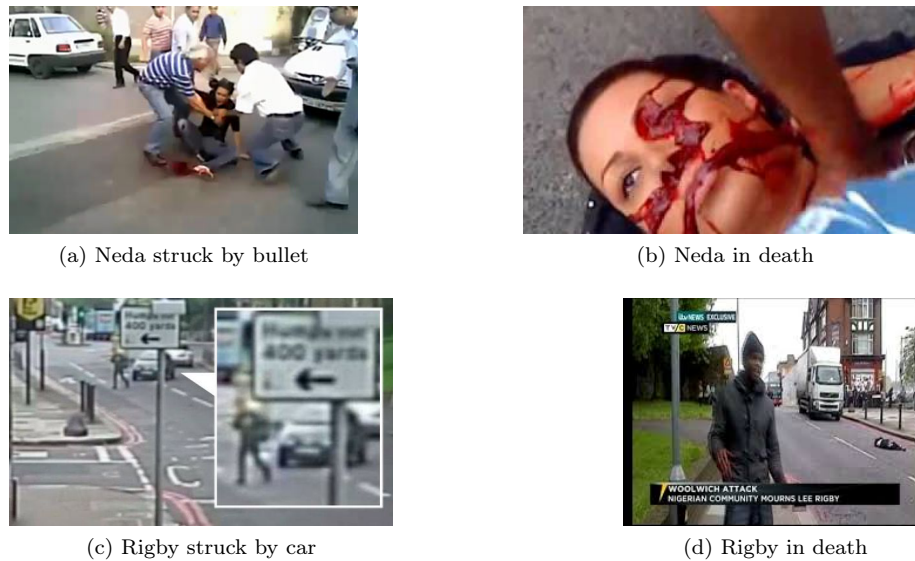 (a) Neda struck by bullet
(b) Neda in death
400 yards
400 yards
itv NEWS EXCLUSIVE
TVC NEWS
WOOLWICH ATTACK
NIGERIAN COMMUNITY MOURNS LEE RIGBY
(c) Rigby struck by car
(d) Rigby in death